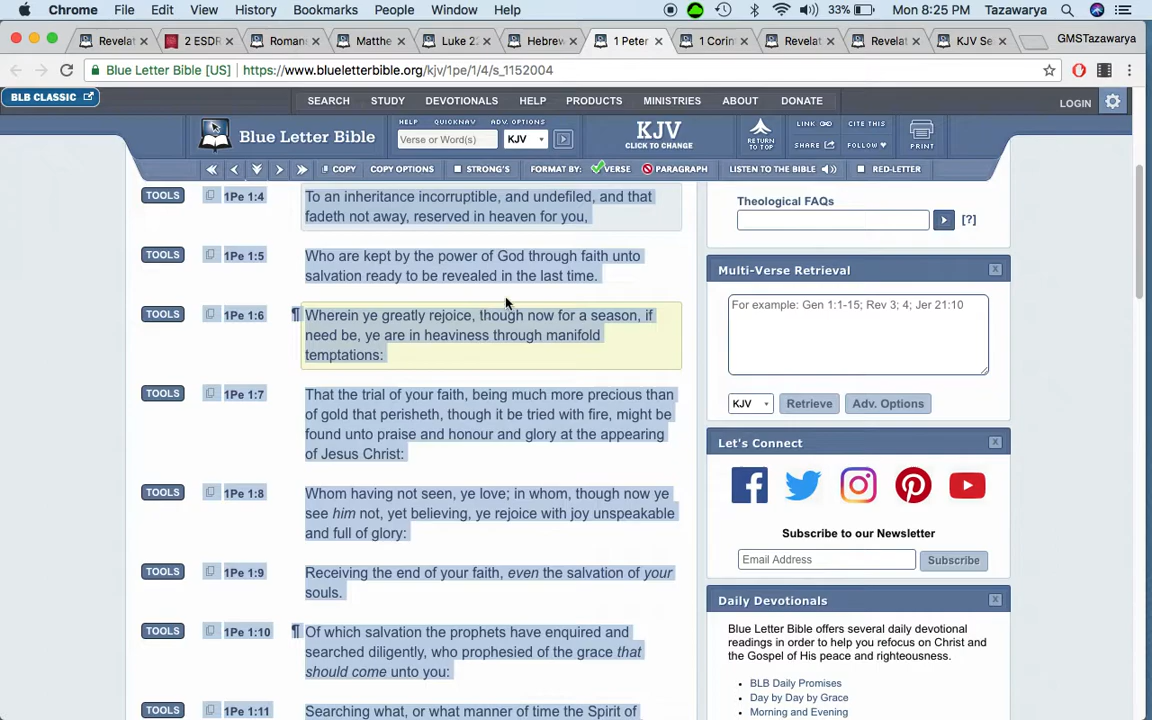 Chrome File Edit View History Bookmarks People Window Help 33% Mon 8:25 PM Tazawarya
Revelat 2 ESDR Romans Matthe Luke 22 Hebrew 1 Peter 1 Corin Revelat Revelat KJV Se GMSTazawarya
Blue Letter Bible [US] https://www.blueletterbible.org/kjv/1pe/1/4/s_1152004
BLB CLASSIC SEARCH STUDY DEVOTIONALS HELP PRODUCTS MINISTRIES ABOUT DONATE LOGIN
HELP QUICKNAV ADV. OPTIONS
Blue Letter Bible Verse or Word(s) KJV
KJV
CLICK TO CHANGE
RETURN
TO TOP
LINK CITE THIS
SHARE FOLLOW PRINT
COPY COPY OPTIONS STRONG'S FORMAT BY: VERSE PARAGRAPH LISTEN TO THE BIBLE RED-LETTER
TOOLS 1Pe 1:4 To an inheritance incorruptible, and undefiled, and that
fadeth not away, reserved in heaven for you,
TOOLS 1Pe 1:5 Who are kept by the power of God through faith unto
salvation ready to be revealed in the last time.
TOOLS 1Pe 1:6 ¶ Wherein ye greatly rejoice, though now for a season, if
need be, ye are in heaviness through manifold
temptations:
TOOLS 1Pe 1:7 That the trial of your faith, being much more precious than
of gold that perisheth, though it be tried with fire, might be
found unto praise and honour and glory at the appearing
of Jesus Christ:
TOOLS 1Pe 1:8 Whom having not seen, ye love; in whom, though now ye
see him not, yet believing, ye rejoice with joy unspeakable
and full of glory:
TOOLS 1Pe 1:9 Receiving the end of your faith, even the salvation of your
souls.
TOOLS 1Pe 1:10 ¶ Of which salvation the prophets have enquired and
searched diligently, who prophesied of the grace that
should come unto you:
TOOLS 1Pe 1:11 Searching what, or what manner of time the Spirit of
Theological FAQs
[?]
Multi-Verse Retrieval
For example: Gen 1:1-15; Rev 3; 4; Jer 21:10
KJV Retrieve Adv. Options
Let's Connect
Subscribe to our Newsletter
Email Address Subscribe
Daily Devotionals
Blue Letter Bible offers several daily devotional
readings in order to help you refocus on Christ and
the Gospel of His peace and righteousness.
• BLB Daily Promises
• Day by Day by Grace
• Morning and Evening